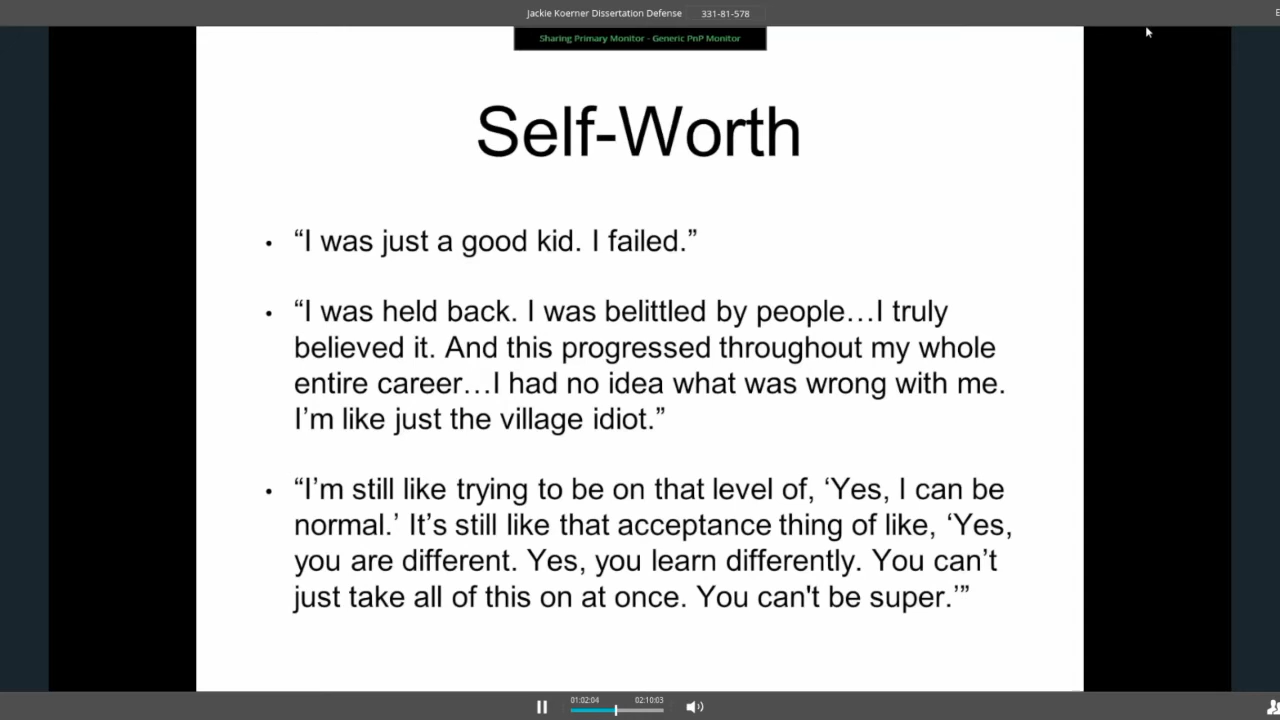 Jackie Koerner Dissertation Defense 331-81-578
Sharing Primary Monitor - Generic PnP Monitor
Self-Worth
• “I was just a good kid. I failed.”
• “I was held back. I was belittled by people…I truly
believed it. And this progressed throughout my whole
entire career…I had no idea what was wrong with me.
I’m like just the village idiot.”
• “I’m still like trying to be on that level of, ‘Yes, I can be
normal.’ It’s still like that acceptance thing of like, ‘Yes,
you are different. Yes, you learn differently. You can’t
just take all of this on at once. You can't be super.’”
01:02:04 02:10:03